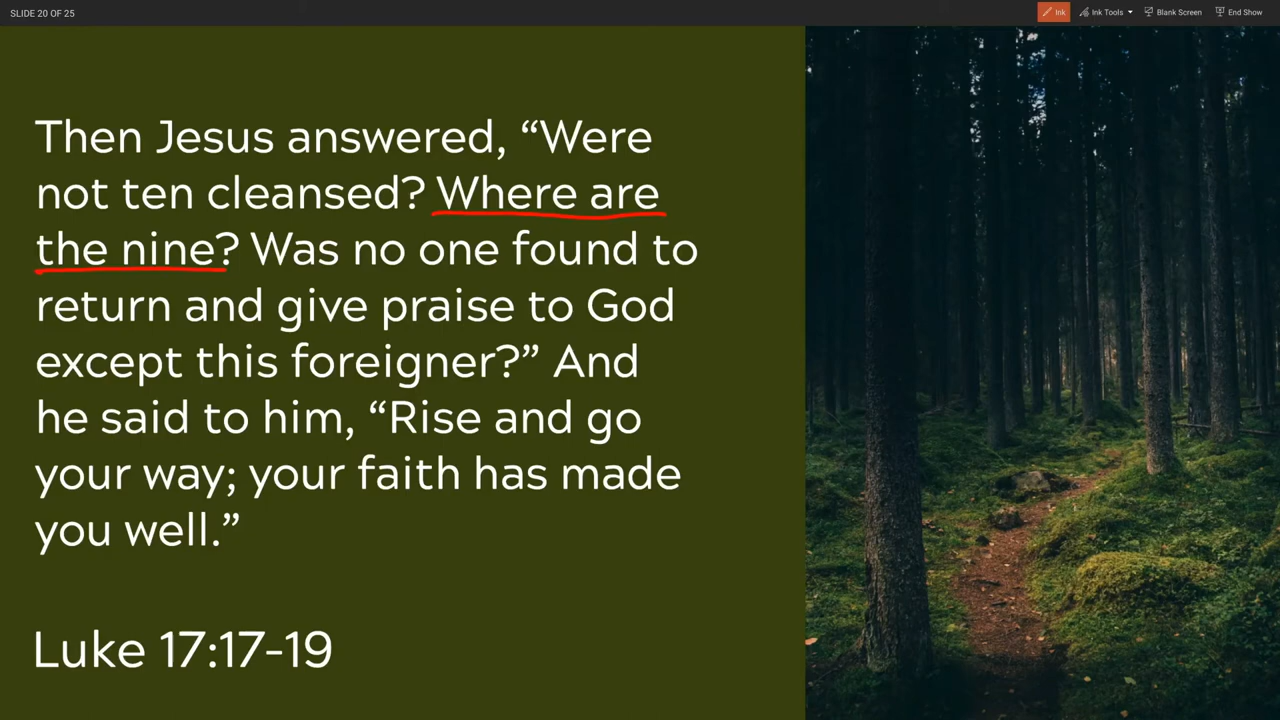 SLIDE 20 OF 25
Ink
Ink Tools
Blank Screen
End Show
Then Jesus answered, “Were
not ten cleansed? Where are
the nine? Was no one found to
return and give praise to God
except this foreigner?” And
he said to him, “Rise and go
your way; your faith has made
you well.”
Luke 17:17-19